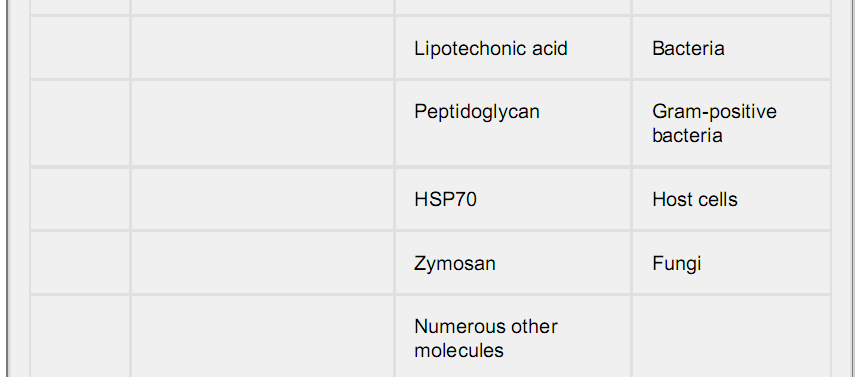 Lipotechonic acid Bacteria
Peptidoglycan Gram-positive
bacteria
HSP70 Host cells
Zymosan Fungi
Numerous other
molecules